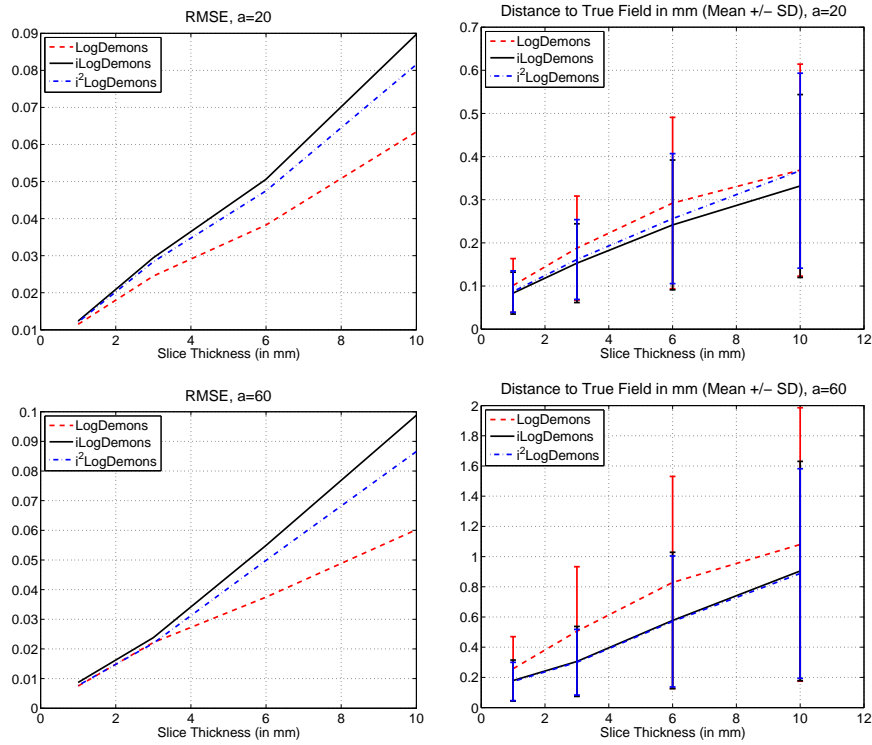 RMSE, a=20
LogDemons
iLogDemons
i²LogDemons
0.09
0.08
0.07
0.06
0.05
0.04
0.03
0.02
0.01
0 2 4 6 8 10
Slice Thickness (in mm)
Distance to True Field in mm (Mean +/− SD), a=20
LogDemons
iLogDemons
i²LogDemons
0.7
0.6
0.5
0.4
0.3
0.2
0.1
0
0 2 4 6 8 10 12
Slice Thickness (in mm)
RMSE, a=60
LogDemons
iLogDemons
i²LogDemons
0.1
0.09
0.08
0.07
0.06
0.05
0.04
0.03
0.02
0.01
0
0 2 4 6 8 10
Slice Thickness (in mm)
Distance to True Field in mm (Mean +/− SD), a=60
LogDemons
iLogDemons
i²LogDemons
2
1.8
1.6
1.4
1.2
1
0.8
0.6
0.4
0.2
0
0 2 4 6 8 10 12
Slice Thickness (in mm)